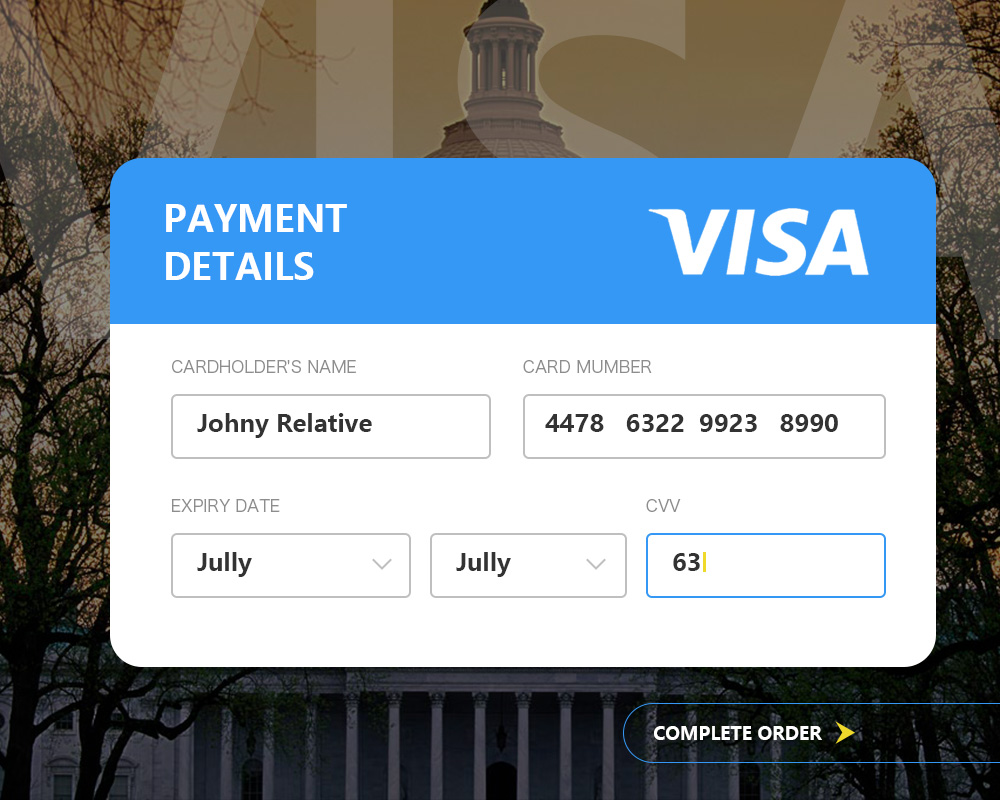 VISA
PAYMENT
DETAILS
VISA
CARDHOLDER'S NAME
CARD MUMBER
Johny Relative
4478 6322 9923 8990
EXPIRY DATE
CVV
Jully
Jully
63
COMPLETE ORDER